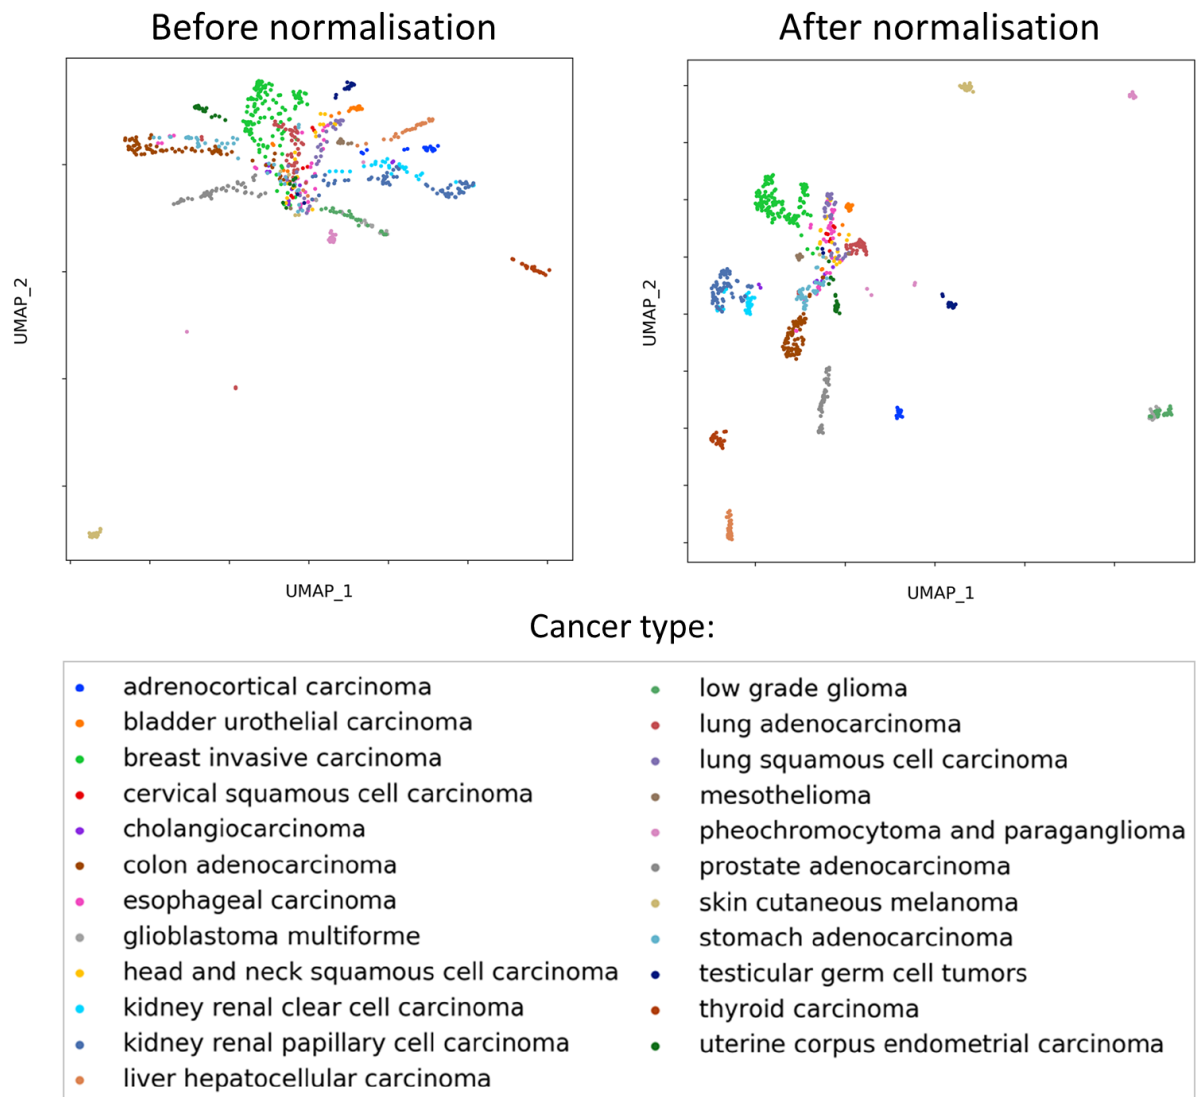 Before normalisation
After normalisation
UMAP_2
UMAP_1
UMAP_2
UMAP_1
Cancer type:
adrenocortical carcinoma
bladder urothelial carcinoma
breast invasive carcinoma
cervical squamous cell carcinoma
cholangiocarcinoma
colon adenocarcinoma
esophageal carcinoma
glioblastoma multiforme
head and neck squamous cell carcinoma
kidney renal clear cell carcinoma
kidney renal papillary cell carcinoma
liver hepatocellular carcinoma
low grade glioma
lung adenocarcinoma
lung squamous cell carcinoma
mesothelioma
pheochromocytoma and paraganglioma
prostate adenocarcinoma
skin cutaneous melanoma
stomach adenocarcinoma
testicular germ cell tumors
thyroid carcinoma
uterine corpus endometrial carcinoma